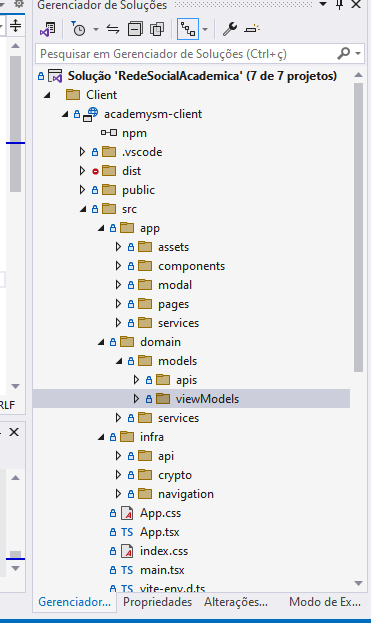 Gerenciador de Soluções
Pesquisar em Gerenciador de Soluções (Ctrl+ç)
Solução 'RedeSocialAcademica' (7 de 7 projetos)
Client
academysm-client
npm
.vscode
dist
public
src
app
assets
components
modal
pages
services
domain
models
apis
viewModels
RLF
services
infra
api
crypto
navigation
App.css
TS App.tsx
index.css
TS main.tsx
TS vite-env.d.ts
Gerenciador... Propriedades Alterações... Modo de Ex...